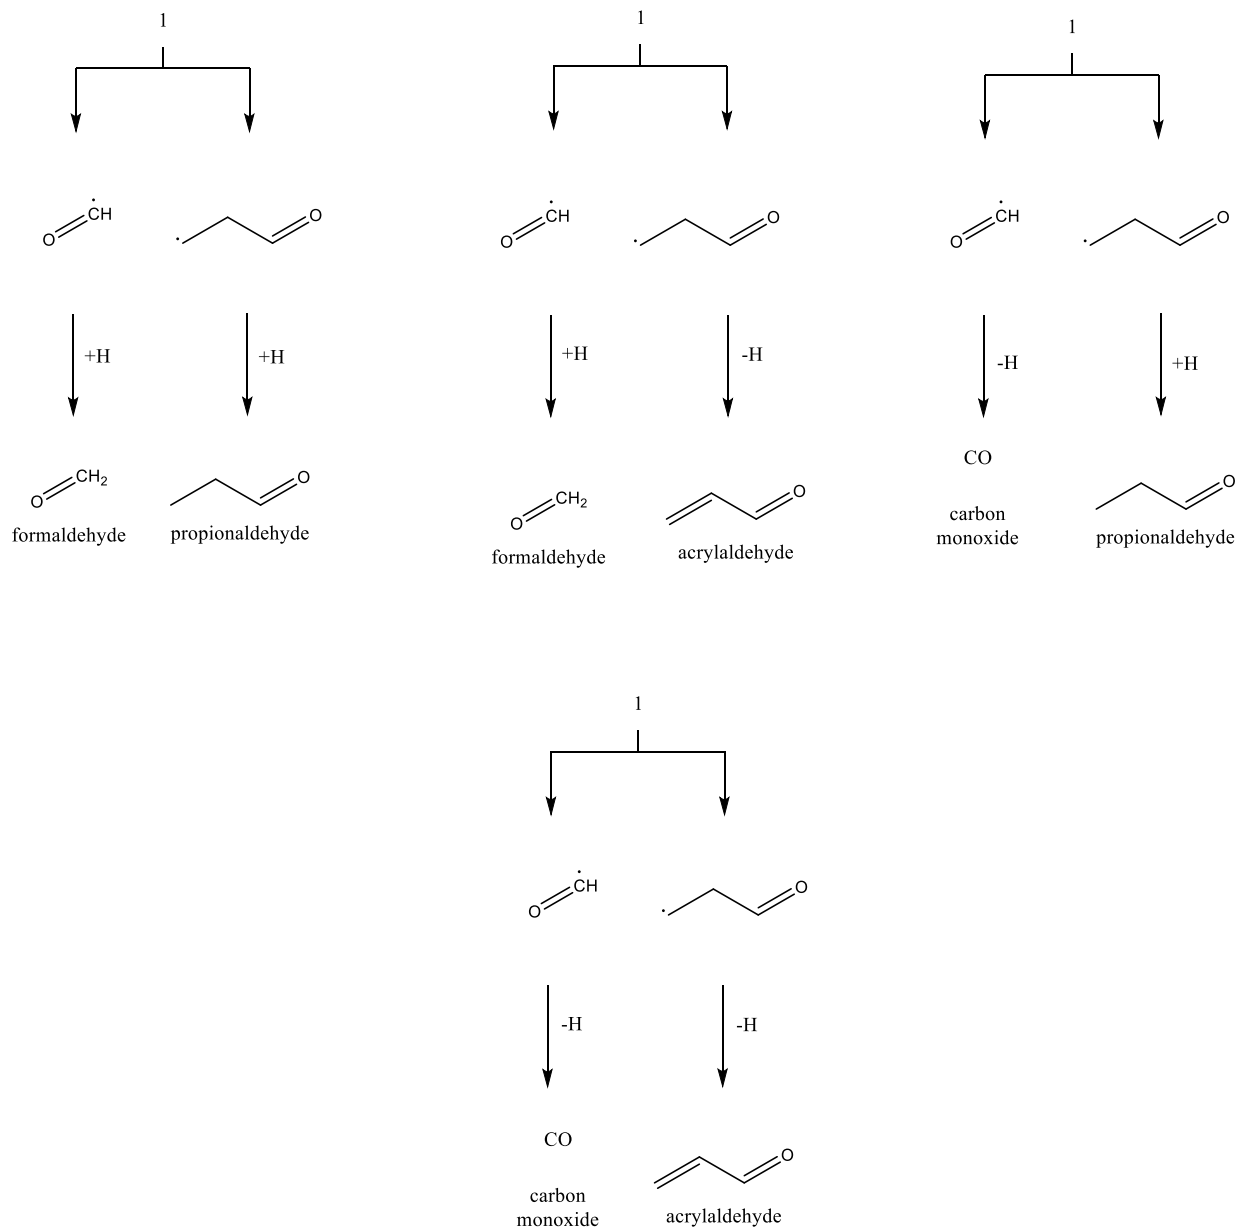 1
1
1
O
CH
O
O
CH
O
O
CH
O
+H
+H
+H
-H
-H
+H
O
CH2
O
formaldehyde
propionaldehyde
O
CH2
O
formaldehyde
acrylaldehyde
CO
carbon
monoxide
O
propionaldehyde
1
O
CH
O
-H
-H
CO
carbon
monoxide
O
acrylaldehyde